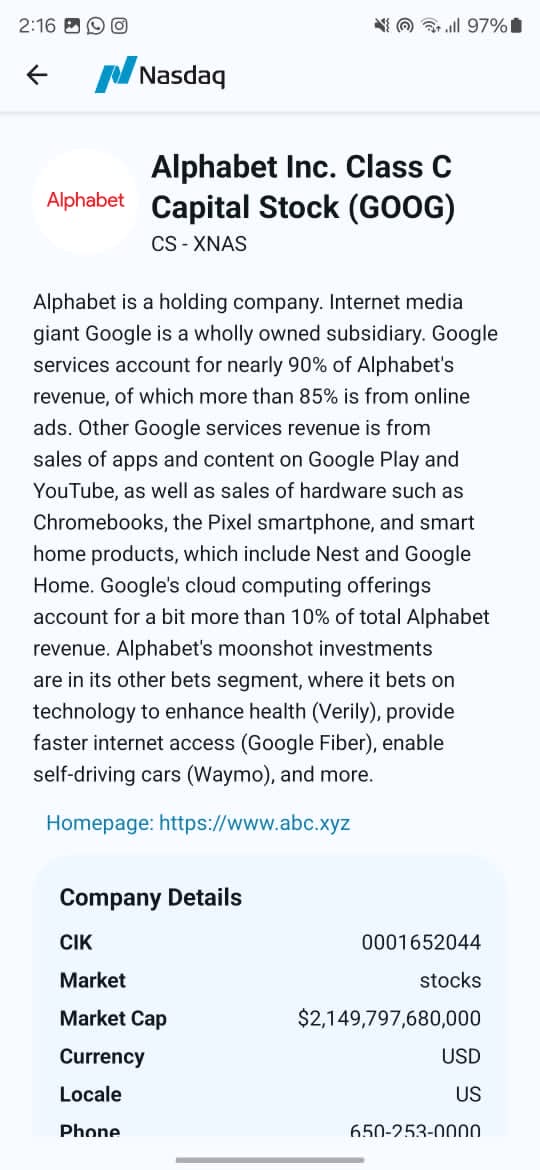 2:16 97%
Nasdaq
Alphabet
Alphabet Inc. Class C
Capital Stock (GOOG)
CS - XNAS
Alphabet is a holding company. Internet media
giant Google is a wholly owned subsidiary. Google
services account for nearly 90% of Alphabet's
revenue, of which more than 85% is from online
ads. Other Google services revenue is from
sales of apps and content on Google Play and
YouTube, as well as sales of hardware such as
Chromebooks, the Pixel smartphone, and smart
home products, which include Nest and Google
Home. Google's cloud computing offerings
account for a bit more than 10% of total Alphabet
revenue. Alphabet's moonshot investments
are in its other bets segment, where it bets on
technology to enhance health (Verily), provide
faster internet access (Google Fiber), enable
self-driving cars (Waymo), and more.
Homepage: https://www.abc.xyz
Company Details
CIK 0001652044
Market stocks
Market Cap $2,149,797,680,000
Currency USD
Locale US
Phone 650-253-0000